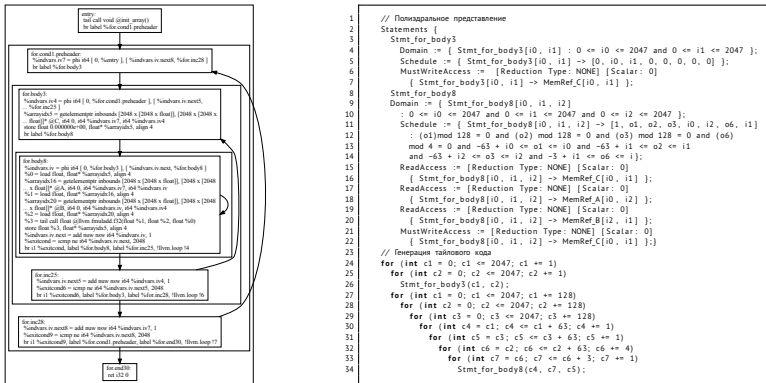 entry:
tail call void @init_array()
br label %for.cond1.preheader
for.cond1.preheader:
%indvars.iv7 = phi i64 [ 0, %entry ], [ %indvars.iv.next8, %for.inc28 ]
br label %for.body3
for.body3:
%indvars.iv4 = phi i64 [ 0, %for.cond1.preheader ], [ %indvars.iv.next5,
... %for.inc25 ]
%arrayidx5 = getelementptr inbounds [2048 x [2048 x float]], [2048 x [2048
... x float]]* @C, i64 0, i64 %indvars.iv7, i64 %indvars.iv4
store float 0.000000e+00, float* %arrayidx5, align 4
br label %for.body8
for.body8:
%indvars.iv = phi i64 [ 0, %for.body3 ], [ %indvars.iv.next, %for.body8 ]
%0 = load float, float* %arrayidx5, align 4
%arrayidx16 = getelementptr inbounds [2048 x [2048 x float]], [2048 x [2048
... x float]]* @A, i64 0, i64 %indvars.iv7, i64 %indvars.iv
%1 = load float, float* %arrayidx16, align 4
%arrayidx20 = getelementptr inbounds [2048 x [2048 x float]], [2048 x [2048
... x float]]* @B, i64 0, i64 %indvars.iv, i64 %indvars.iv4
%2 = load float, float* %arrayidx20, align 4
%3 = tail call float @llvm.fmuladd.f32(float %1, float %2, float %0)
store float %3, float* %arrayidx5, align 4
%indvars.iv.next = add nuw nsw i64 %indvars.iv, 1
%exitcond = icmp ne i64 %indvars.iv.next, 2048
br i1 %exitcond, label %for.body8, label %for.inc25, !llvm.loop !4
for.inc25:
%indvars.iv.next5 = add nuw nsw i64 %indvars.iv4, 1
%exitcond6 = icmp ne i64 %indvars.iv.next5, 2048
br i1 %exitcond6, label %for.body3, label %for.inc28, !llvm.loop !6
for.inc28:
%indvars.iv.next8 = add nuw nsw i64 %indvars.iv7, 1
%exitcond9 = icmp ne i64 %indvars.iv.next8, 2048
br i1 %exitcond9, label %for.cond1.preheader, label %for.end30, !llvm.loop !7
for.end30:
ret i32 0
1 // Полиэдральное представление
2 Statements {
3 Stmt_for_body3
4 Domain := { Stmt_for_body3[i0, i1] : 0 <= i0 <= 2047 and 0 <= i1 <= 2047 };
5 Schedule := { Stmt_for_body3[i0, i1] -> [0, i0, i1, 0, 0, 0, 0, 0] };
6 MustWriteAccess := [Reduction Type: NONE] [Scalar: 0]
7 { Stmt_for_body3[i0, i1] -> MemRef_C[i0, i1] };
8 Stmt_for_body8
9 Domain := { Stmt_for_body8[i0, i1, i2]
10 : 0 <= i0 <= 2047 and 0 <= i1 <= 2047 and 0 <= i2 <= 2047 };
11 Schedule := { Stmt_for_body8[i0, i1, i2] -> [1, o1, o2, o3, i0, i2, o6, i1]
12 : (o1)mod 128 = 0 and (o2) mod 128 = 0 and (o3) mod 128 = 0 and (o6)
13 mod 4 = 0 and -63 + i0 <= o1 <= i0 and -63 + i1 <= o2 <= i1
14 and -63 + i2 <= o3 <= i2 and -3 + i1 <= o6 <= i};
15 ReadAccess := [Reduction Type: NONE] [Scalar: 0]
16 { Stmt_for_body8[i0, i1, i2] -> MemRef_C[i0, i1] };
17 ReadAccess := [Reduction Type: NONE] [Scalar: 0]
18 { Stmt_for_body8[i0, i1, i2] -> MemRef_A[i0, i2] };
19 ReadAccess := [Reduction Type: NONE] [Scalar: 0]
20 { Stmt_for_body8[i0, i1, i2] -> MemRef_B[i2, i1] };
21 MustWriteAccess := [Reduction Type: NONE] [Scalar: 0]
22 { Stmt_for_body8[i0, i1, i2] -> MemRef_C[i0, i1] };}
23 // Генерация тайлового кода
24 for (int c1 = 0; c1 <= 2047; c1 += 1)
25 for (int c2 = 0; c2 <= 2047; c2 += 1)
26 Stmt_for_body3(c1, c2);
27 for (int c1 = 0; c1 <= 2047; c1 += 128)
28 for (int c2 = 0; c2 <= 2047; c2 += 128)
29 for (int c3 = 0; c3 <= 2047; c3 += 128)
30 for (int c4 = c1; c4 <= c1 + 63; c4 += 1)
31 for (int c5 = c3; c5 <= c3 + 63; c5 += 1)
32 for (int c6 = c2; c6 <= c2 + 63; c6 += 4)
33 for (int c7 = c6; c7 <= c6 + 3; c7 += 1)
34 Stmt_for_body8(c4, c7, c5);